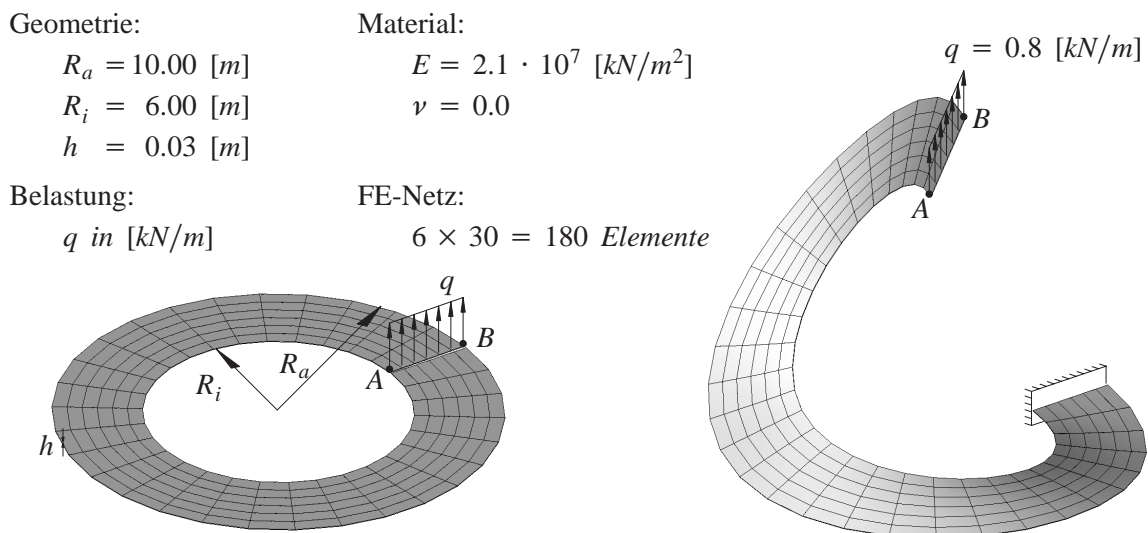 Geometrie:
R_a = 10.00 [m]
R_i = 6.00 [m]
h = 0.03 [m]
Material:
E = 2.1 · 10^7 [kN/m^2]
ν = 0.0
Belastung:
q in [kN/m]
FE-Netz:
6 × 30 = 180 Elemente
q
B
A
R_a
R_i
h
q = 0.8 [kN/m]
B
A